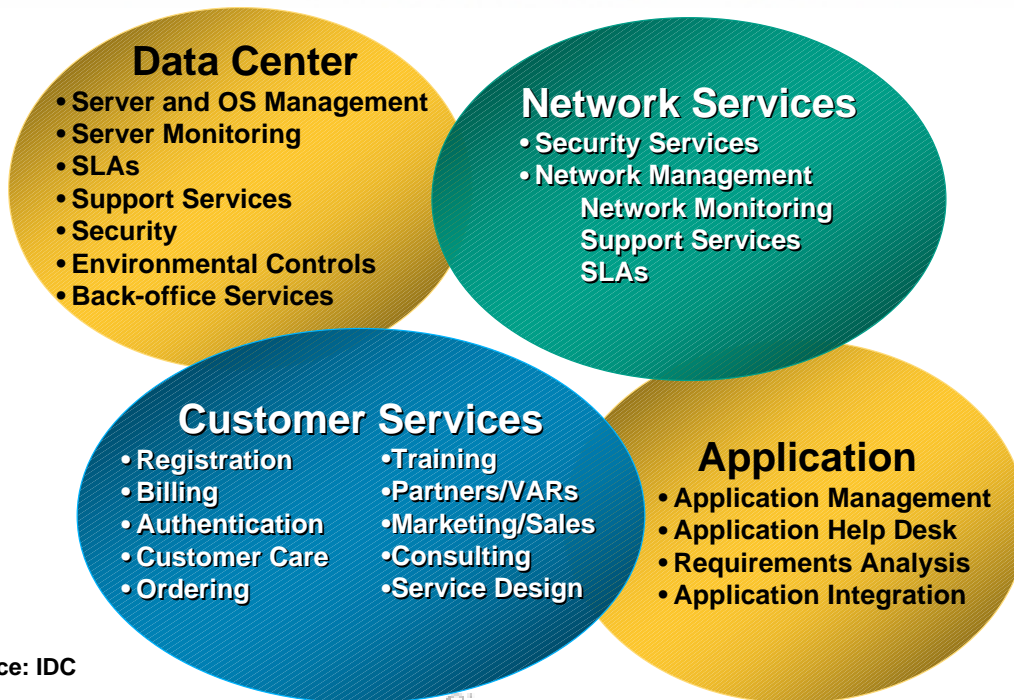 Data Center
• Server and OS Management
• Server Monitoring
• SLAs
• Support Services
• Security
• Environmental Controls
• Back-office Services
Network Services
• Security Services
• Network Management
Network Monitoring
Support Services
SLAs
Customer Services
• Registration
• Billing
• Authentication
• Customer Care
• Ordering
•Training
•Partners/VARs
•Marketing/Sales
•Consulting
•Service Design
Application
• Application Management
• Application Help Desk
• Requirements Analysis
• Application Integration
ce: IDC